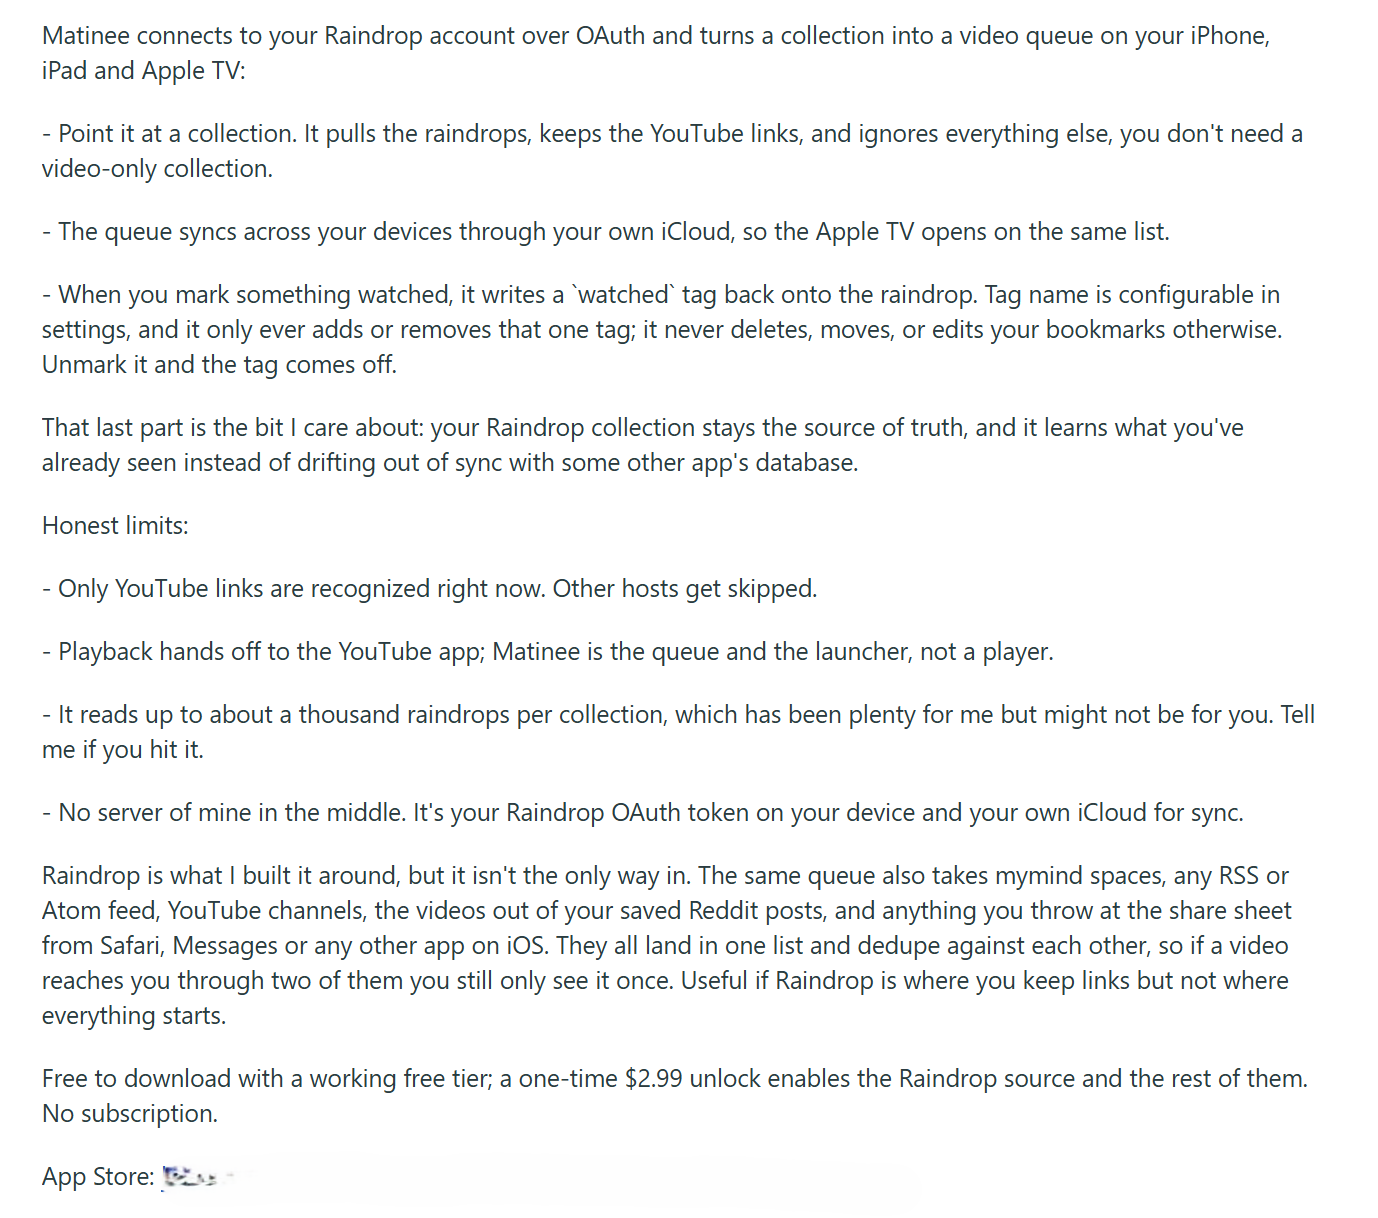 Matinee connects to your Raindrop account over OAuth and turns a collection into a video queue on your iPhone,
iPad and Apple TV:
- Point it at a collection. It pulls the raindrops, keeps the YouTube links, and ignores everything else, you don't need a
video-only collection.
- The queue syncs across your devices through your own iCloud, so the Apple TV opens on the same list.
- When you mark something watched, it writes a `watched` tag back onto the raindrop. Tag name is configurable in
settings, and it only ever adds or removes that one tag; it never deletes, moves, or edits your bookmarks otherwise.
Unmark it and the tag comes off.
That last part is the bit I care about: your Raindrop collection stays the source of truth, and it learns what you've
already seen instead of drifting out of sync with some other app's database.
Honest limits:
- Only YouTube links are recognized right now. Other hosts get skipped.
- Playback hands off to the YouTube app; Matinee is the queue and the launcher, not a player.
- It reads up to about a thousand raindrops per collection, which has been plenty for me but might not be for you. Tell
me if you hit it.
- No server of mine in the middle. It's your Raindrop OAuth token on your device and your own iCloud for sync.
Raindrop is what I built it around, but it isn't the only way in. The same queue also takes mymind spaces, any RSS or
Atom feed, YouTube channels, the videos out of your saved Reddit posts, and anything you throw at the share sheet
from Safari, Messages or any other app on iOS. They all land in one list and dedupe against each other, so if a video
reaches you through two of them you still only see it once. Useful if Raindrop is where you keep links but not where
everything starts.
Free to download with a working free tier; a one-time $2.99 unlock enables the Raindrop source and the rest of them.
No subscription.
App Store: